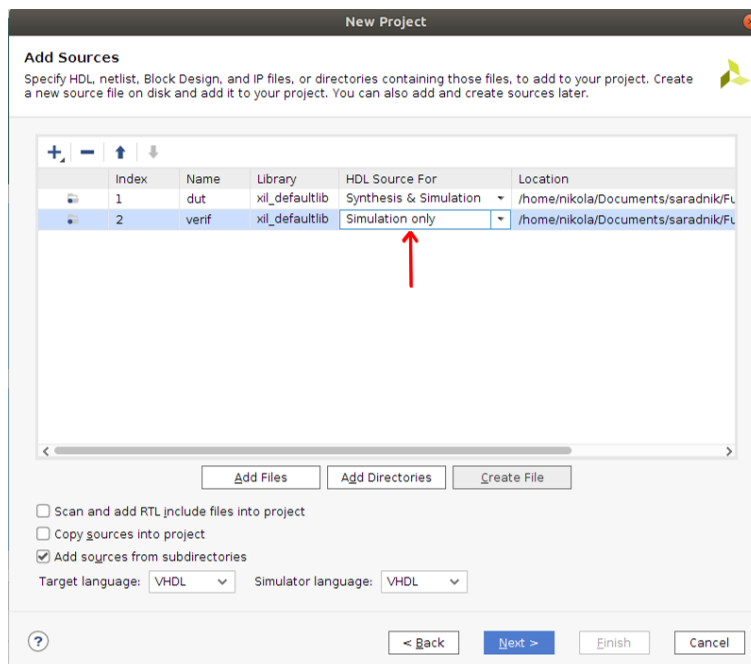 New Project
Add Sources
Specify HDL, netlist, Block Design, and IP files, or directories containing those files, to add to your project. Create
a new source file on disk and add it to your project. You can also add and create sources later.
Index Name Library HDL Source For Location
1 dut xil_defaultlib Synthesis & Simulation /home/nikola/Documents/saradnik/Fu
2 verif xil_defaultlib Simulation only /home/nikola/Documents/saradnik/Fu
Add Files Add Directories Create File
Scan and add RTL include files into project
Copy sources into project
Add sources from subdirectories
Target language: VHDL Simulator language: VHDL
? < Back Next > Finish Cancel